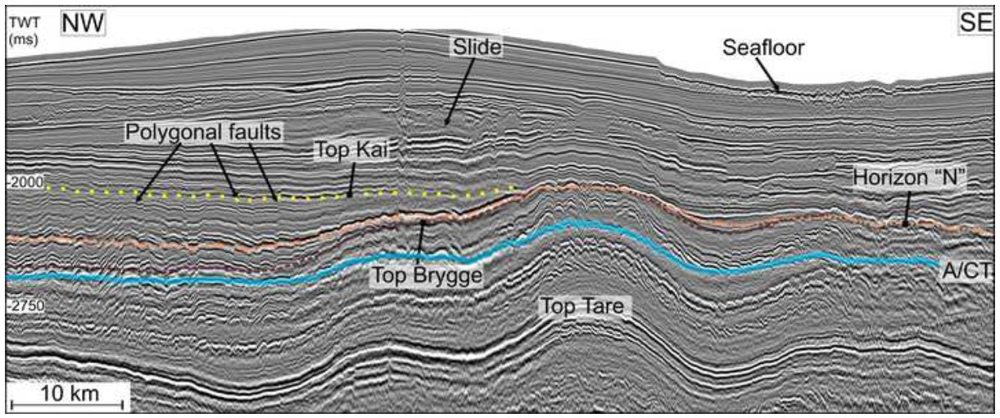 TWT
(ms)
NW
SE
Slide
Seafloor
Polygonal faults
Top Kai
-2000
Horizon “N”
Top Brygge
A/CT
-2750
Top Tare
10 km